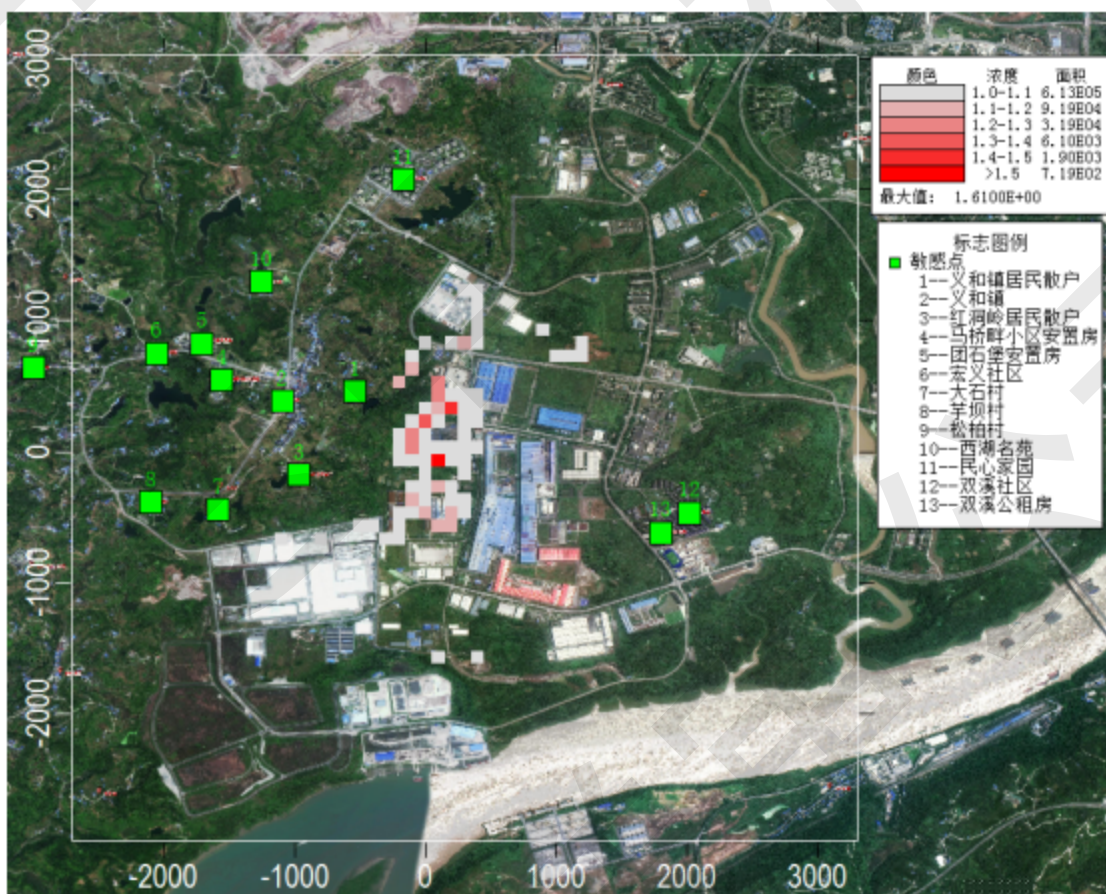 3000
2000
1000
0
-1000
-2000
-2000
-1000
0
1000
2000
3000
11
10
6
5
9
4
2
1
3
8
7
12
13
颜色 浓度 面积
1.0-1.1 6.13E05
1.1-1.2 9.19E04
1.2-1.3 3.19E04
1.3-1.4 6.10E03
1.4-1.5 1.90E03
>1.5 7.19E02
最大值: 1.6100E+00
标志图例
敏感点
1--义和镇居民散户
2--义和镇
3--红洞岭居民散户
4--马桥畔小区安置房
5--团石堡安置房
6--宏义社区
7--大石村
8--芋坝村
9--松柏村
10--西湖名苑
11--民心家园
12--双溪社区
13--双溪公租房